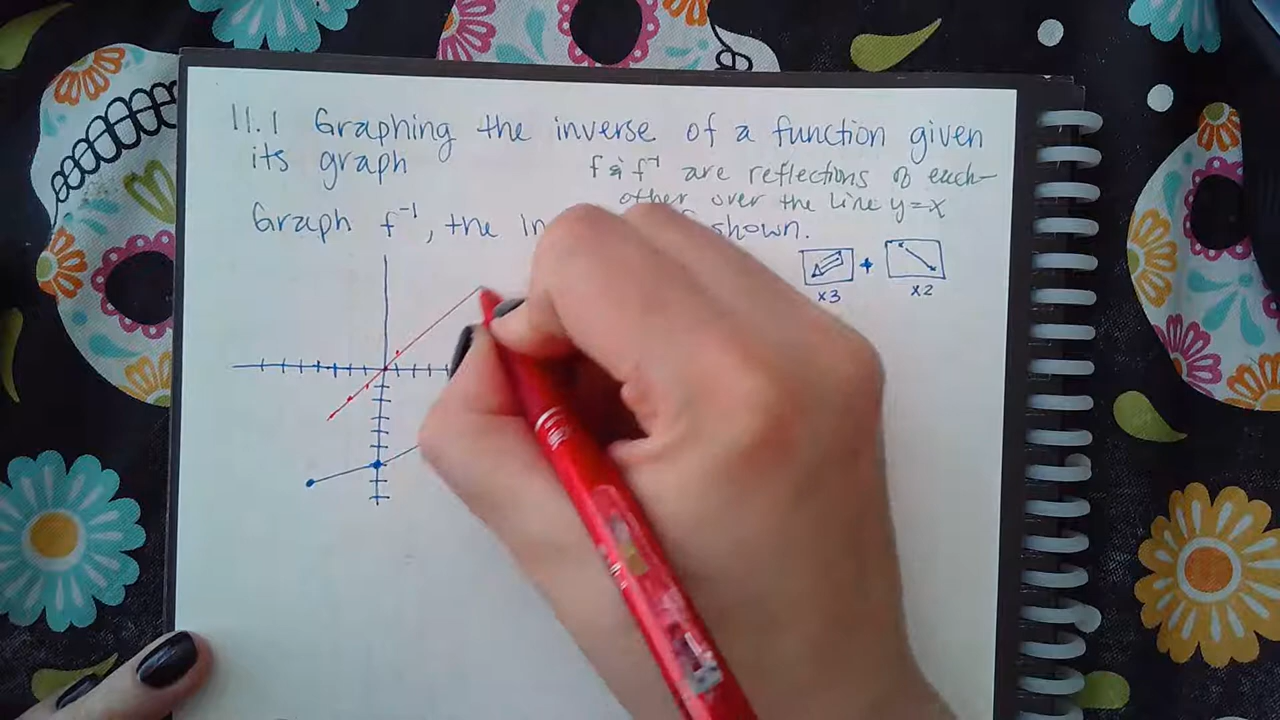 11.1 Graphing the inverse of a function given
its graph
f & f⁻¹ are reflections of each-
other over the line y=x
Graph f⁻¹, the shown.
+
x3
x2